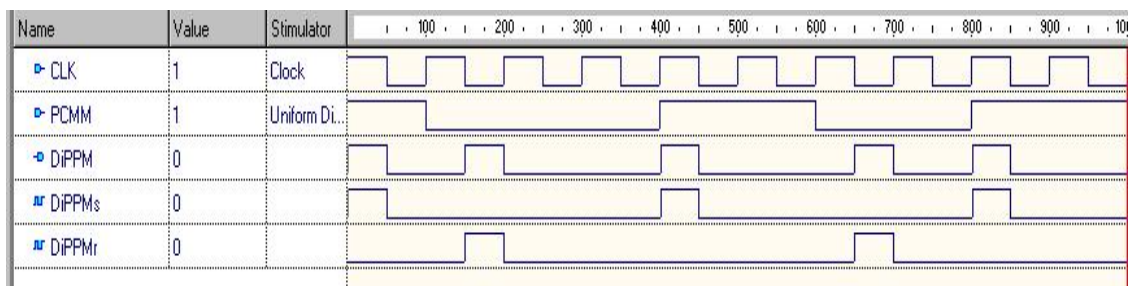 Name Value Stimulator 100 200 300 400 500 600 700 800 900 10
CLK 1 Clock
PCMM 1 Uniform Di...
DiPPM 0
DiPPMs 0
DiPPMr 0